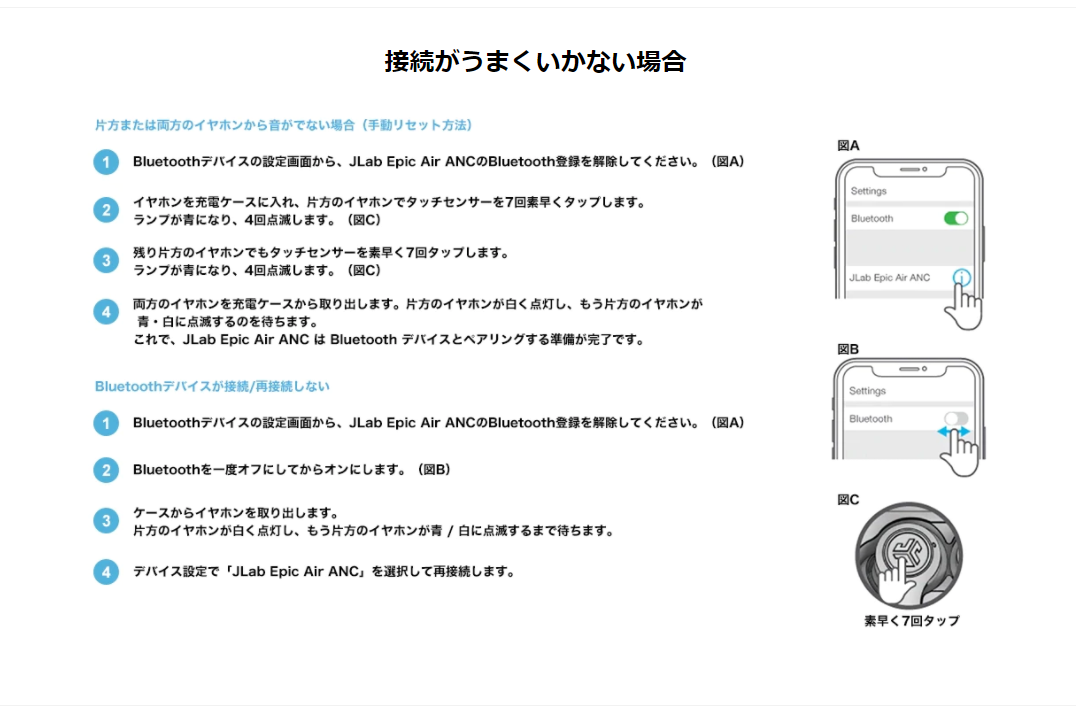 接続がうまくいかない場合
片方または両方のイヤホンから音がでない場合（手動リセット方法）
1 Bluetoothデバイスの設定画面から、JLab Epic Air ANCのBluetooth登録を解除してください。（図A）
2 イヤホンを充電ケースに入れ、片方のイヤホンでタッチセンサーを7回素早くタップします。
ランプが青になり、4回点滅します。（図C）
3 残り片方のイヤホンでもタッチセンサーを素早く7回タップします。
ランプが青になり、4回点滅します。（図C）
4 両方のイヤホンを充電ケースから取り出します。片方のイヤホンが白く点灯し、もう片方のイヤホンが
青・白に点滅するのを待ちます。
これで、JLab Epic Air ANC は Bluetooth デバイスとペアリングする準備が完了です。
Bluetoothデバイスが接続/再接続しない
1 Bluetoothデバイスの設定画面から、JLab Epic Air ANCのBluetooth登録を解除してください。（図A）
2 Bluetoothを一度オフにしてからオンにします。（図B）
3 ケースからイヤホンを取り出します。
片方のイヤホンが白く点灯し、もう片方のイヤホンが青 / 白に点滅するまで待ちます。
4 デバイス設定で「JLab Epic Air ANC」を選択して再接続します。
図A
Settings
Bluetooth
JLab Epic Air ANC
図B
Settings
Bluetooth
図C
素早く7回タップ